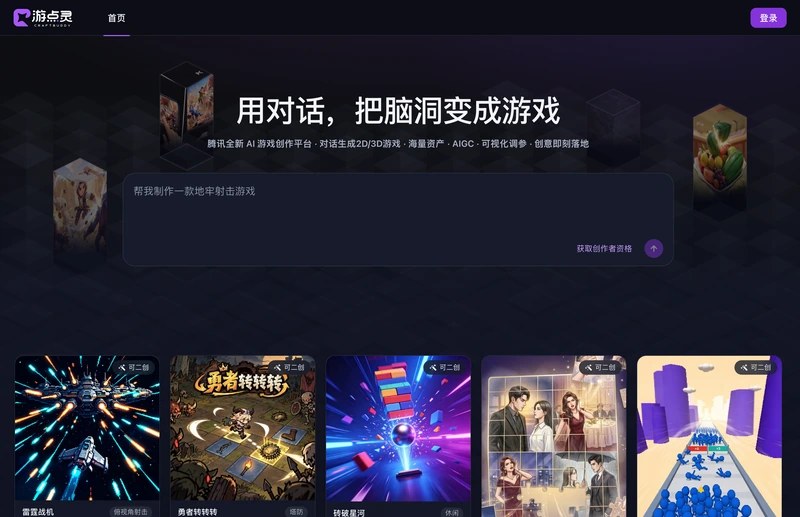 游点灵
CRAFTBUDDY
首页
登录
用对话，把脑洞变成游戏
腾讯全新 AI 游戏创作平台 · 对话生成2D/3D游戏 · 海量资产 · AIGC · 可视化调参 · 创意即刻落地
帮我制作一款地牢射击游戏
获取创作者资格
可二创
可二创
可二创
可二创
可二创
勇者转转转
雷霆战机
俯视角射击
勇者转转转
塔防
砖破星河
休闲